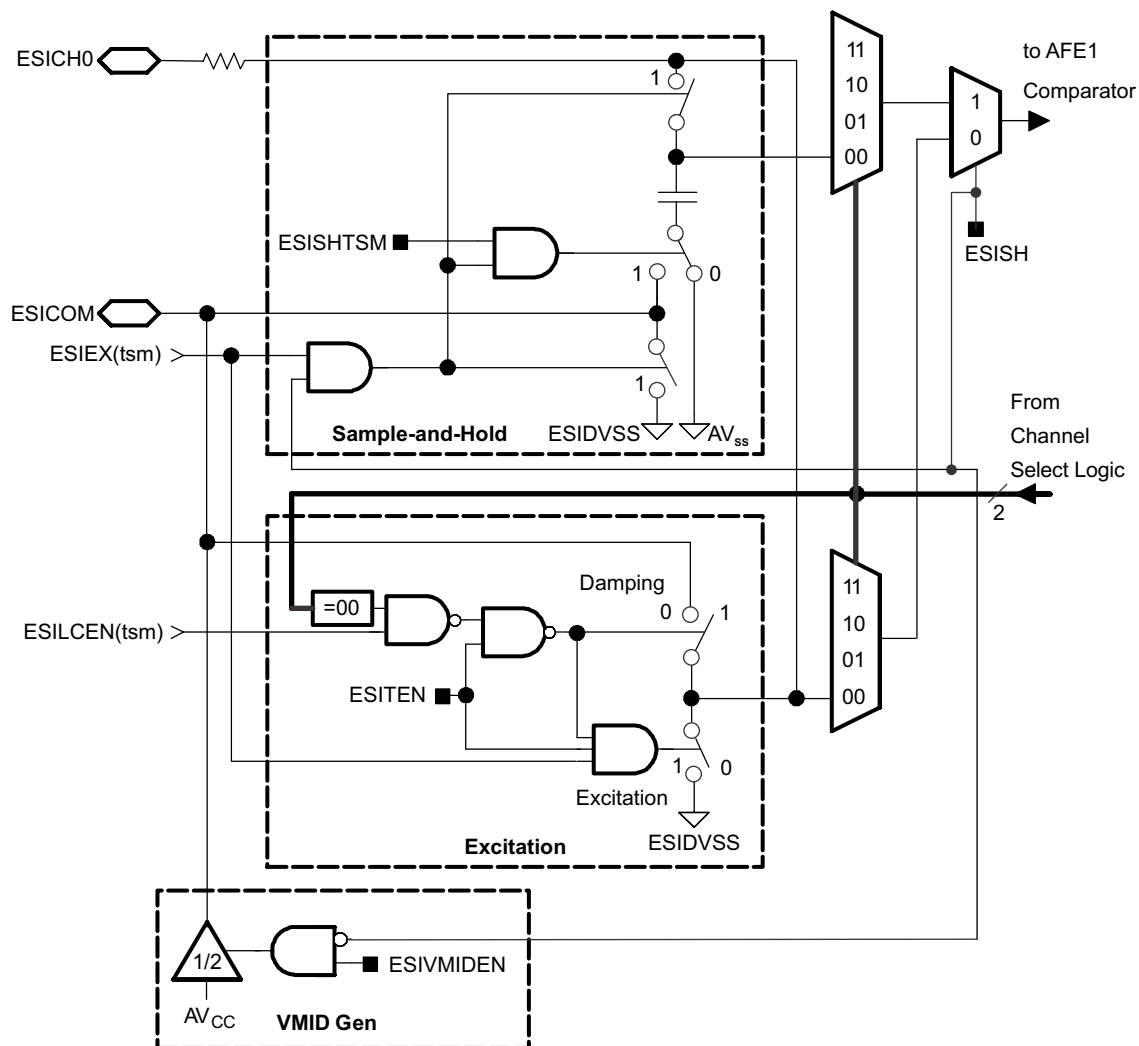 ESICH0
1
11
10
01
00
to AFE1
Comparator
1
0
ESISHTSM
ESISH
1
0
ESICOM
ESIEX(tsm)
1
Sample-and-Hold
ESIDVSS
AVss
From
Channel
Select Logic
2
Damping
0
1
=00
ESILCEN(tsm)
11
10
01
00
ESITEN
1
0
Excitation
ESIDVSS
Excitation
1/2
ESIVMIDEN
AVCC
VMID Gen